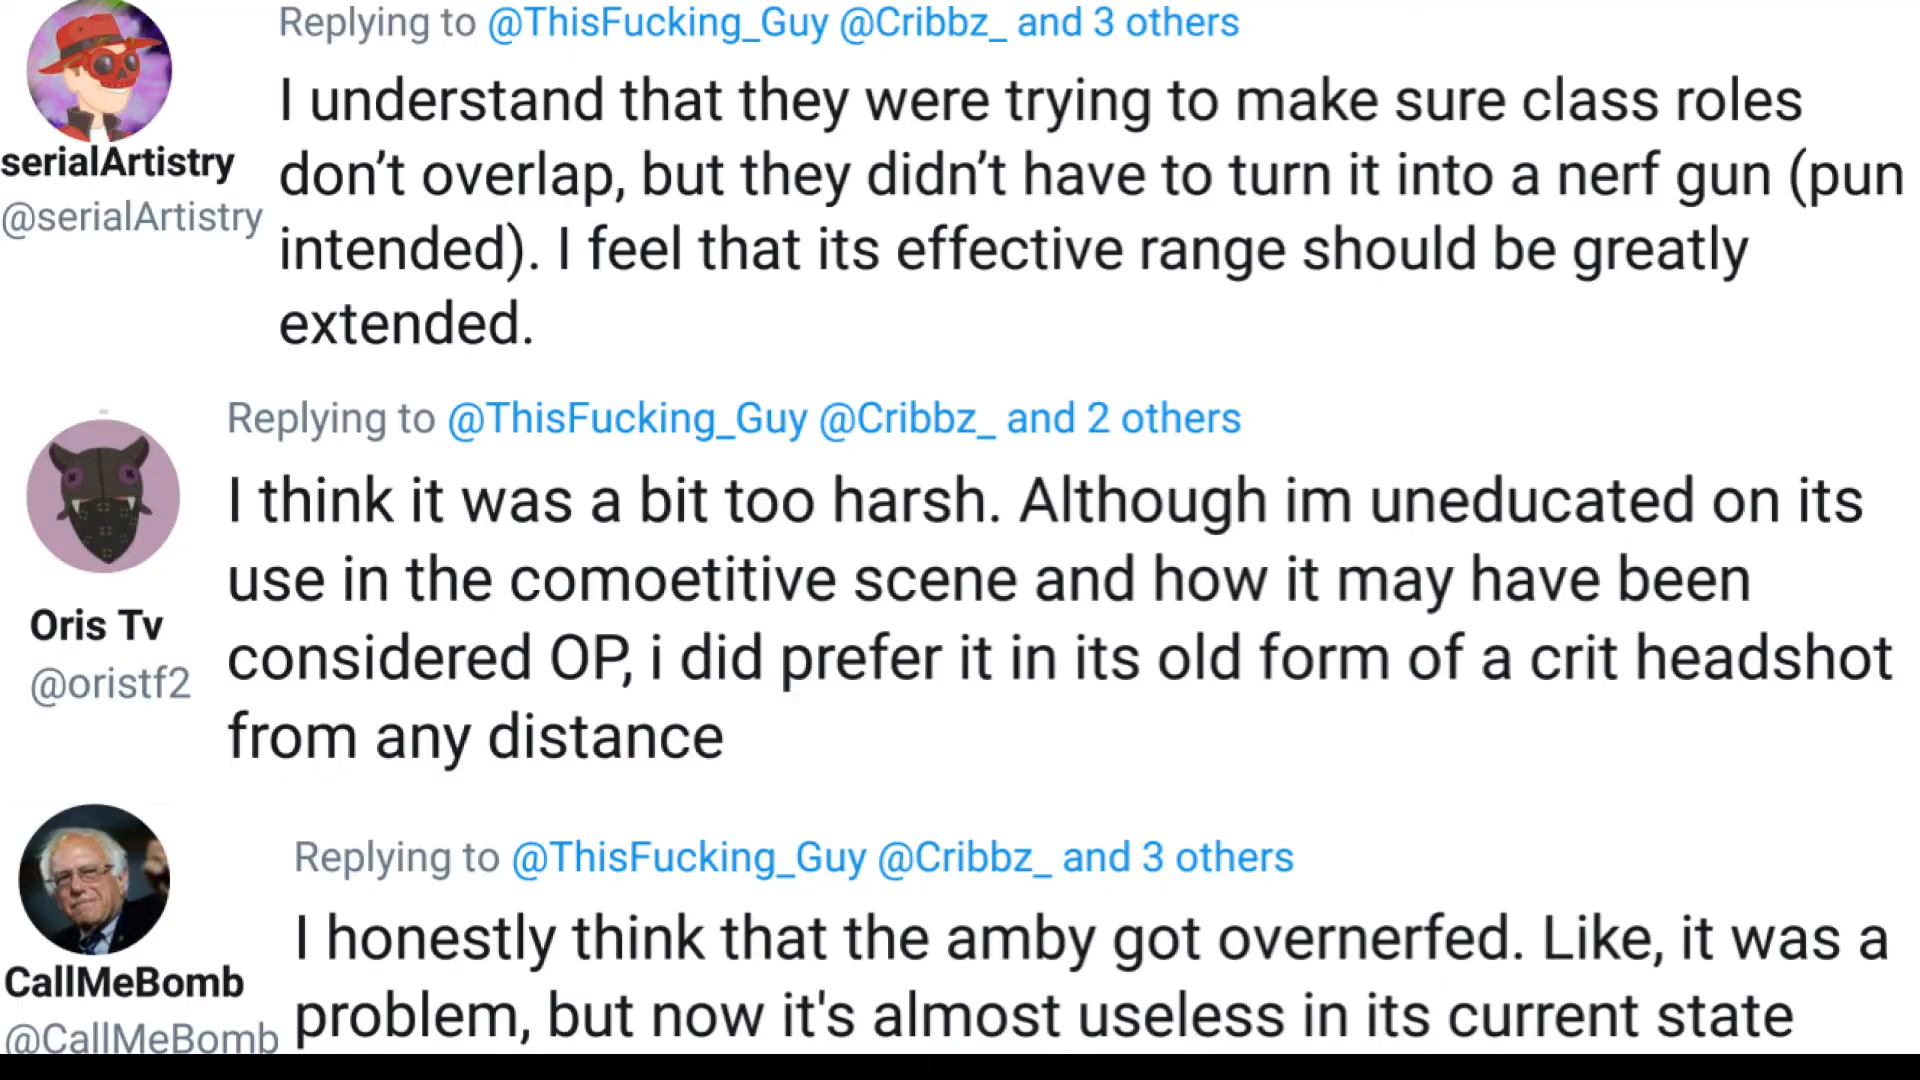 Replying to @ThisFucking_Guy @Cribbz_ and 3 others
I understand that they were trying to make sure class roles
don't overlap, but they didn't have to turn it into a nerf gun (pun
intended). I feel that its effective range should be greatly
extended.
serialArtistry
@serialArtistry
Replying to @ThisFucking_Guy @Cribbz_ and 2 others
I think it was a bit too harsh. Although im uneducated on its
use in the comoetitive scene and how it may have been
considered OP, i did prefer it in its old form of a crit headshot
from any distance
Oris Tv
@oristf2
Replying to @ThisFucking_Guy @Cribbz_ and 3 others
I honestly think that the amby got overnerfed. Like, it was a
problem, but now it's almost useless in its current state
CallMeBomb
@CallMeBomb